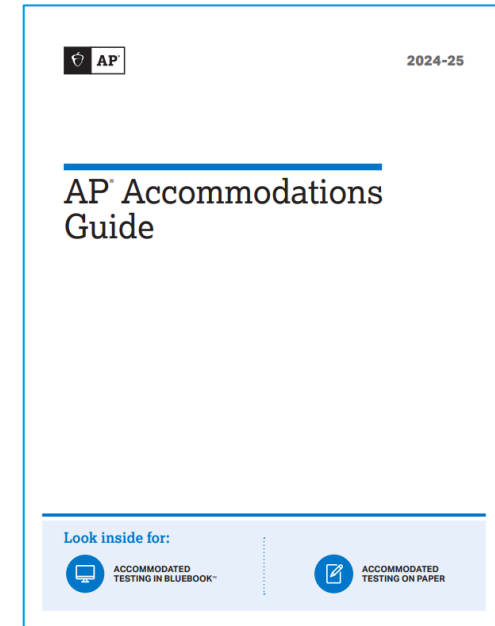 AP®
2024-25
AP® Accommodations
Guide
Look inside for:
ACCOMMODATED
TESTING IN BLUEBOOK™
ACCOMMODATED
TESTING ON PAPER